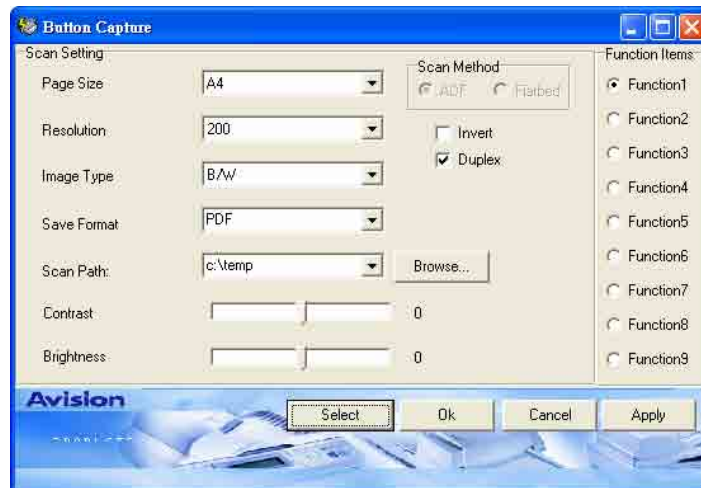 Button Capture
Scan Setting
Page Size
A4
Resolution
200
Image Type
B/W
Save Format
PDF
Scan Path:
c:\temp
Browse...
Contrast
0
Brightness
0
Scan Method
ADF
Flatbed
Invert
Duplex
Function Items
Function1
Function2
Function3
Function4
Function5
Function6
Function7
Function8
Function9
Avision
Select
Ok
Cancel
Apply